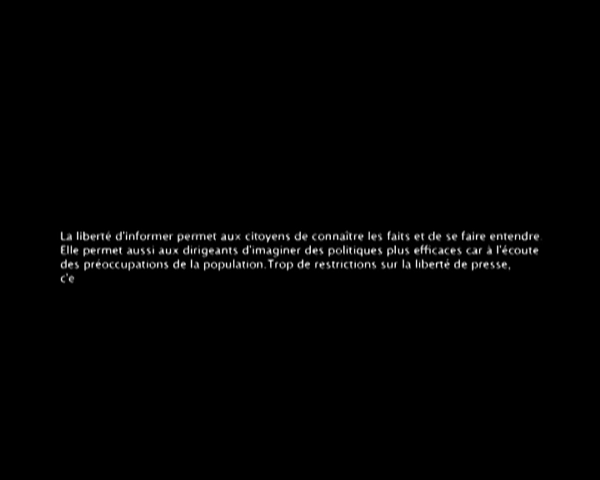 La liberté d'informer permet aux citoyens de connaître les faits et de se faire entendre.
Elle permet aussi aux dirigeants d'imaginer des politiques plus efficaces car à l'écoute
des préoccupations de la population. Trop de restrictions sur la liberté de presse,
c'e